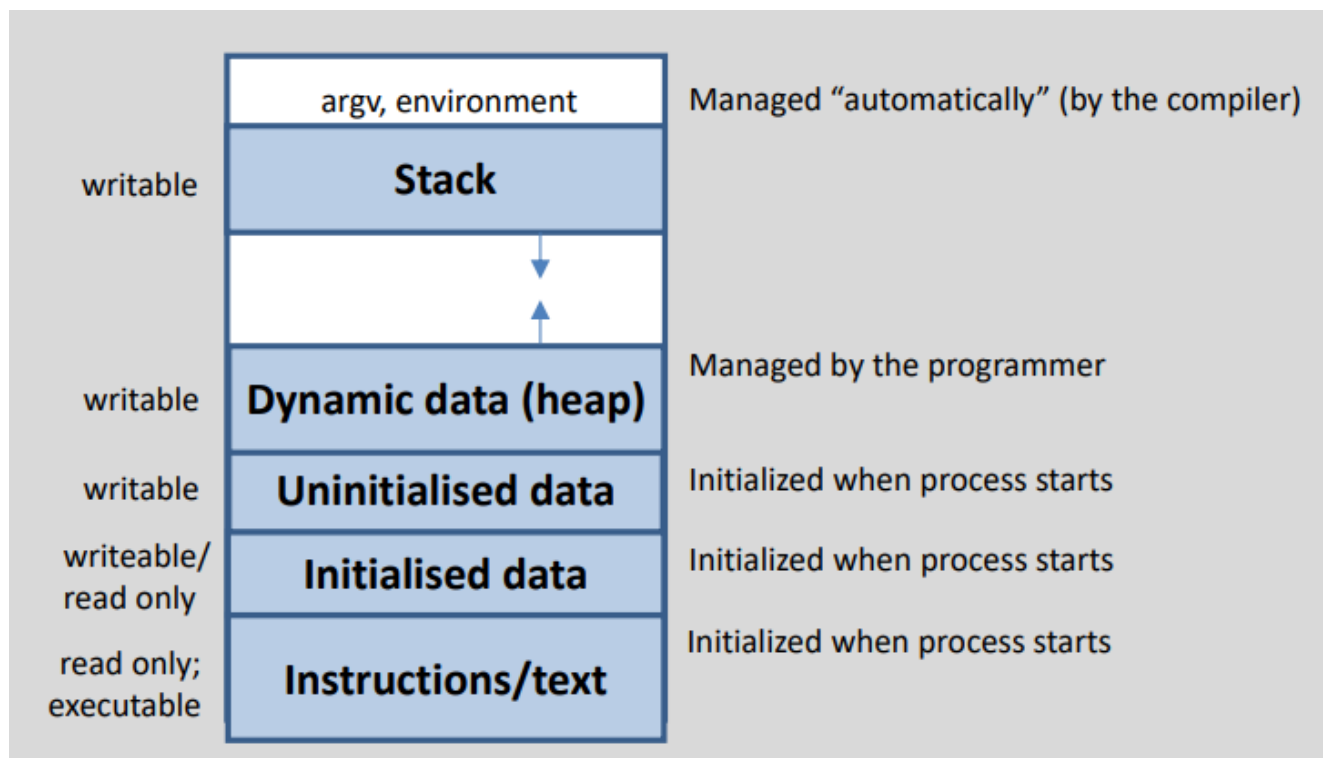 argv, environment
Managed “automatically” (by the compiler)
writable
Stack
Managed by the programmer
writable
Dynamic data (heap)
writable
Uninitialised data
Initialized when process starts
writeable/
read only
Initialised data
Initialized when process starts
read only;
executable
Instructions/text
Initialized when process starts